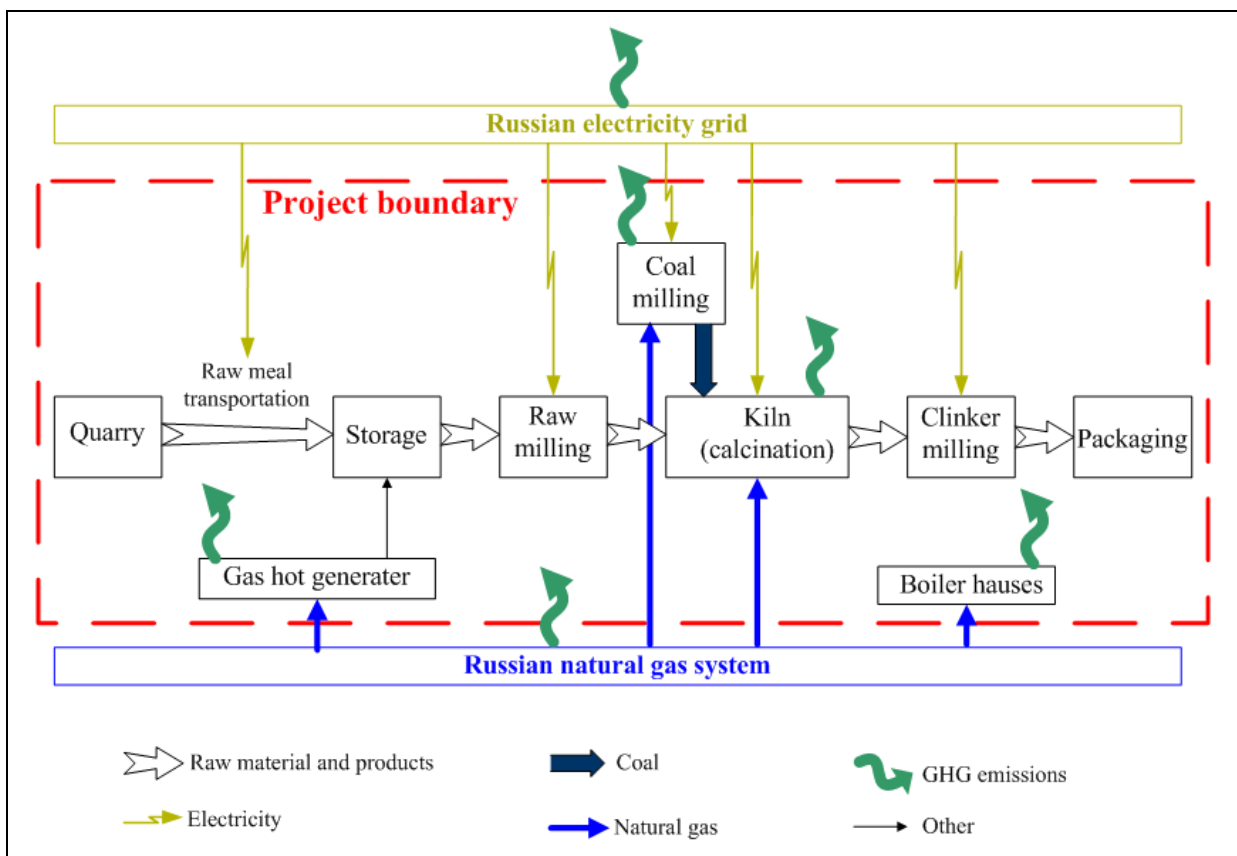 Russian electricity grid
Project boundary
Coal
milling
Raw meal
transportation
Quarry
Storage
Raw
milling
Kiln
(calcination)
Clinker
milling
Packaging
Gas hot generater
Boiler hauses
Russian natural gas system
Raw material and products
Coal
GHG emissions
Electricity
Natural gas
Other